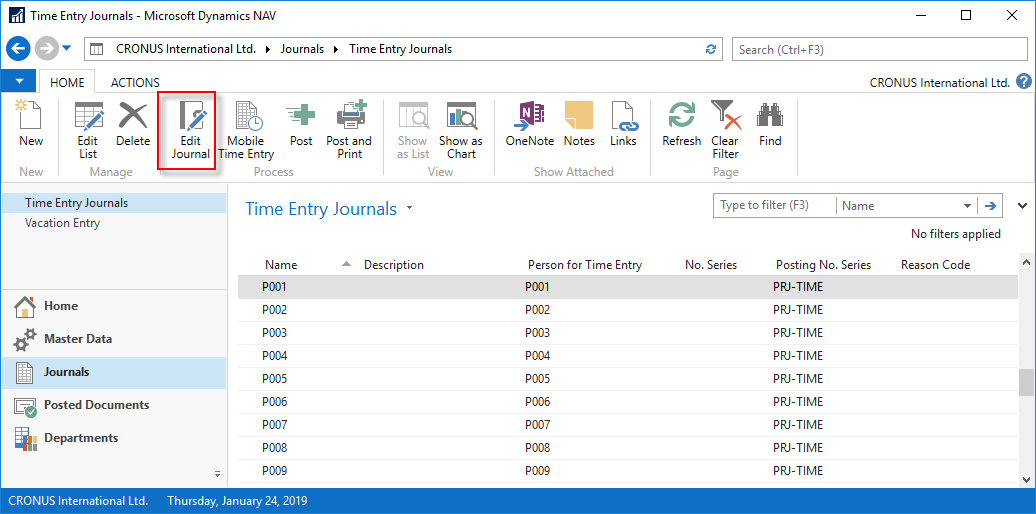 Time Entry Journals - Microsoft Dynamics NAV
CRONUS International Ltd. Journals Time Entry Journals
Search (Ctrl+F3)
HOME ACTIONS
CRONUS International Ltd. ?
New
Edit List
Delete
Edit Journal
Mobile Time Entry
Post
Post and Print
Show as List
Show as Chart
OneNote
Notes
Links
Refresh
Clear Filter
Find
New Manage Process View Show Attached Page
Time Entry Journals
Vacation Entry
Home
Master Data
Journals
Posted Documents
Departments
Time Entry Journals
Type to filter (F3) Name
No filters applied
Name Description Person for Time Entry No. Series Posting No. Series Reason Code
P001 P001 PRJ-TIME
P002 P002 PRJ-TIME
P003 P003 PRJ-TIME
P004 P004 PRJ-TIME
P005 P005 PRJ-TIME
P006 P006 PRJ-TIME
P007 P007 PRJ-TIME
P008 P008 PRJ-TIME
P009 P009 PRJ-TIME
CRONUS International Ltd. Thursday, January 24, 2019